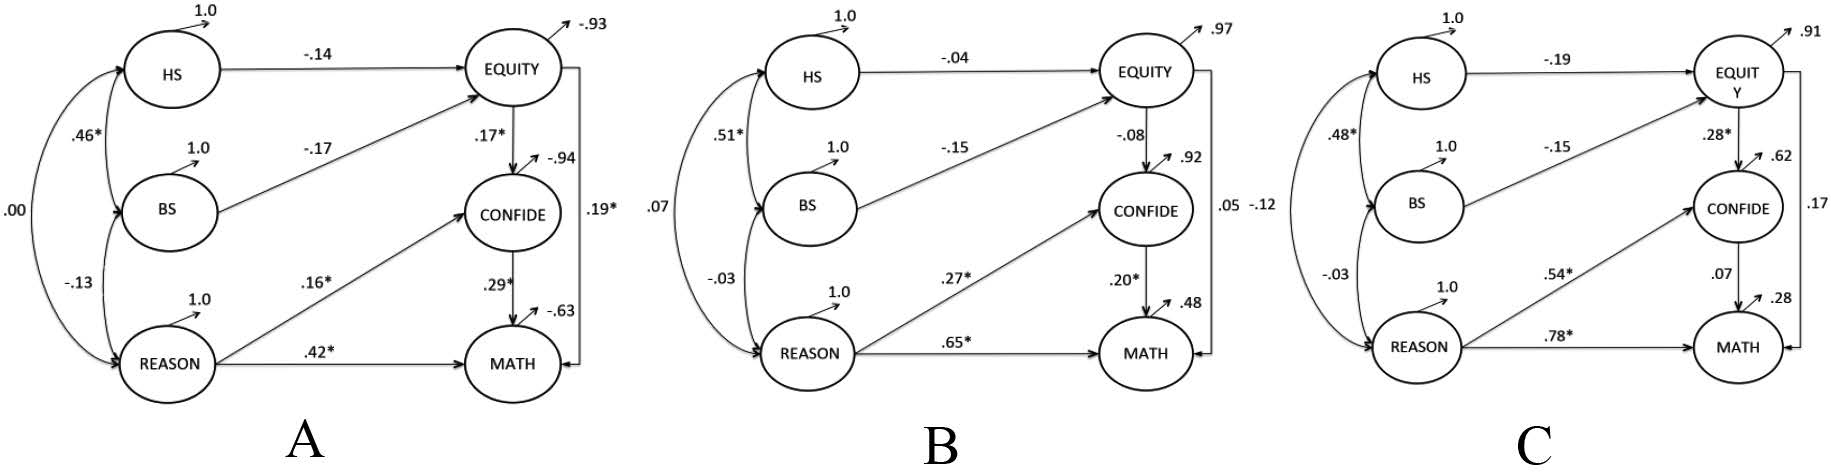 1.0
-.93
HS
-.14
EQUITY
.46*
.17*
1.0
-.17
-.94
BS
CONFIDE
.00
.19*
-.13
.16*
.29*
1.0
-.63
REASON
.42*
MATH
A
1.0
.97
HS
-.04
EQUITY
.51*
-.08
1.0
-.15
.92
BS
CONFIDE
.07
.05
-.03
.27*
.20*
1.0
.48
REASON
.65*
MATH
B
1.0
.91
HS
-.19
EQUIT
Y
.48*
.28*
1.0
-.15
.62
BS
CONFIDE
-.12
.17
-.03
.54*
.07
1.0
.28
REASON
.78*
MATH
C